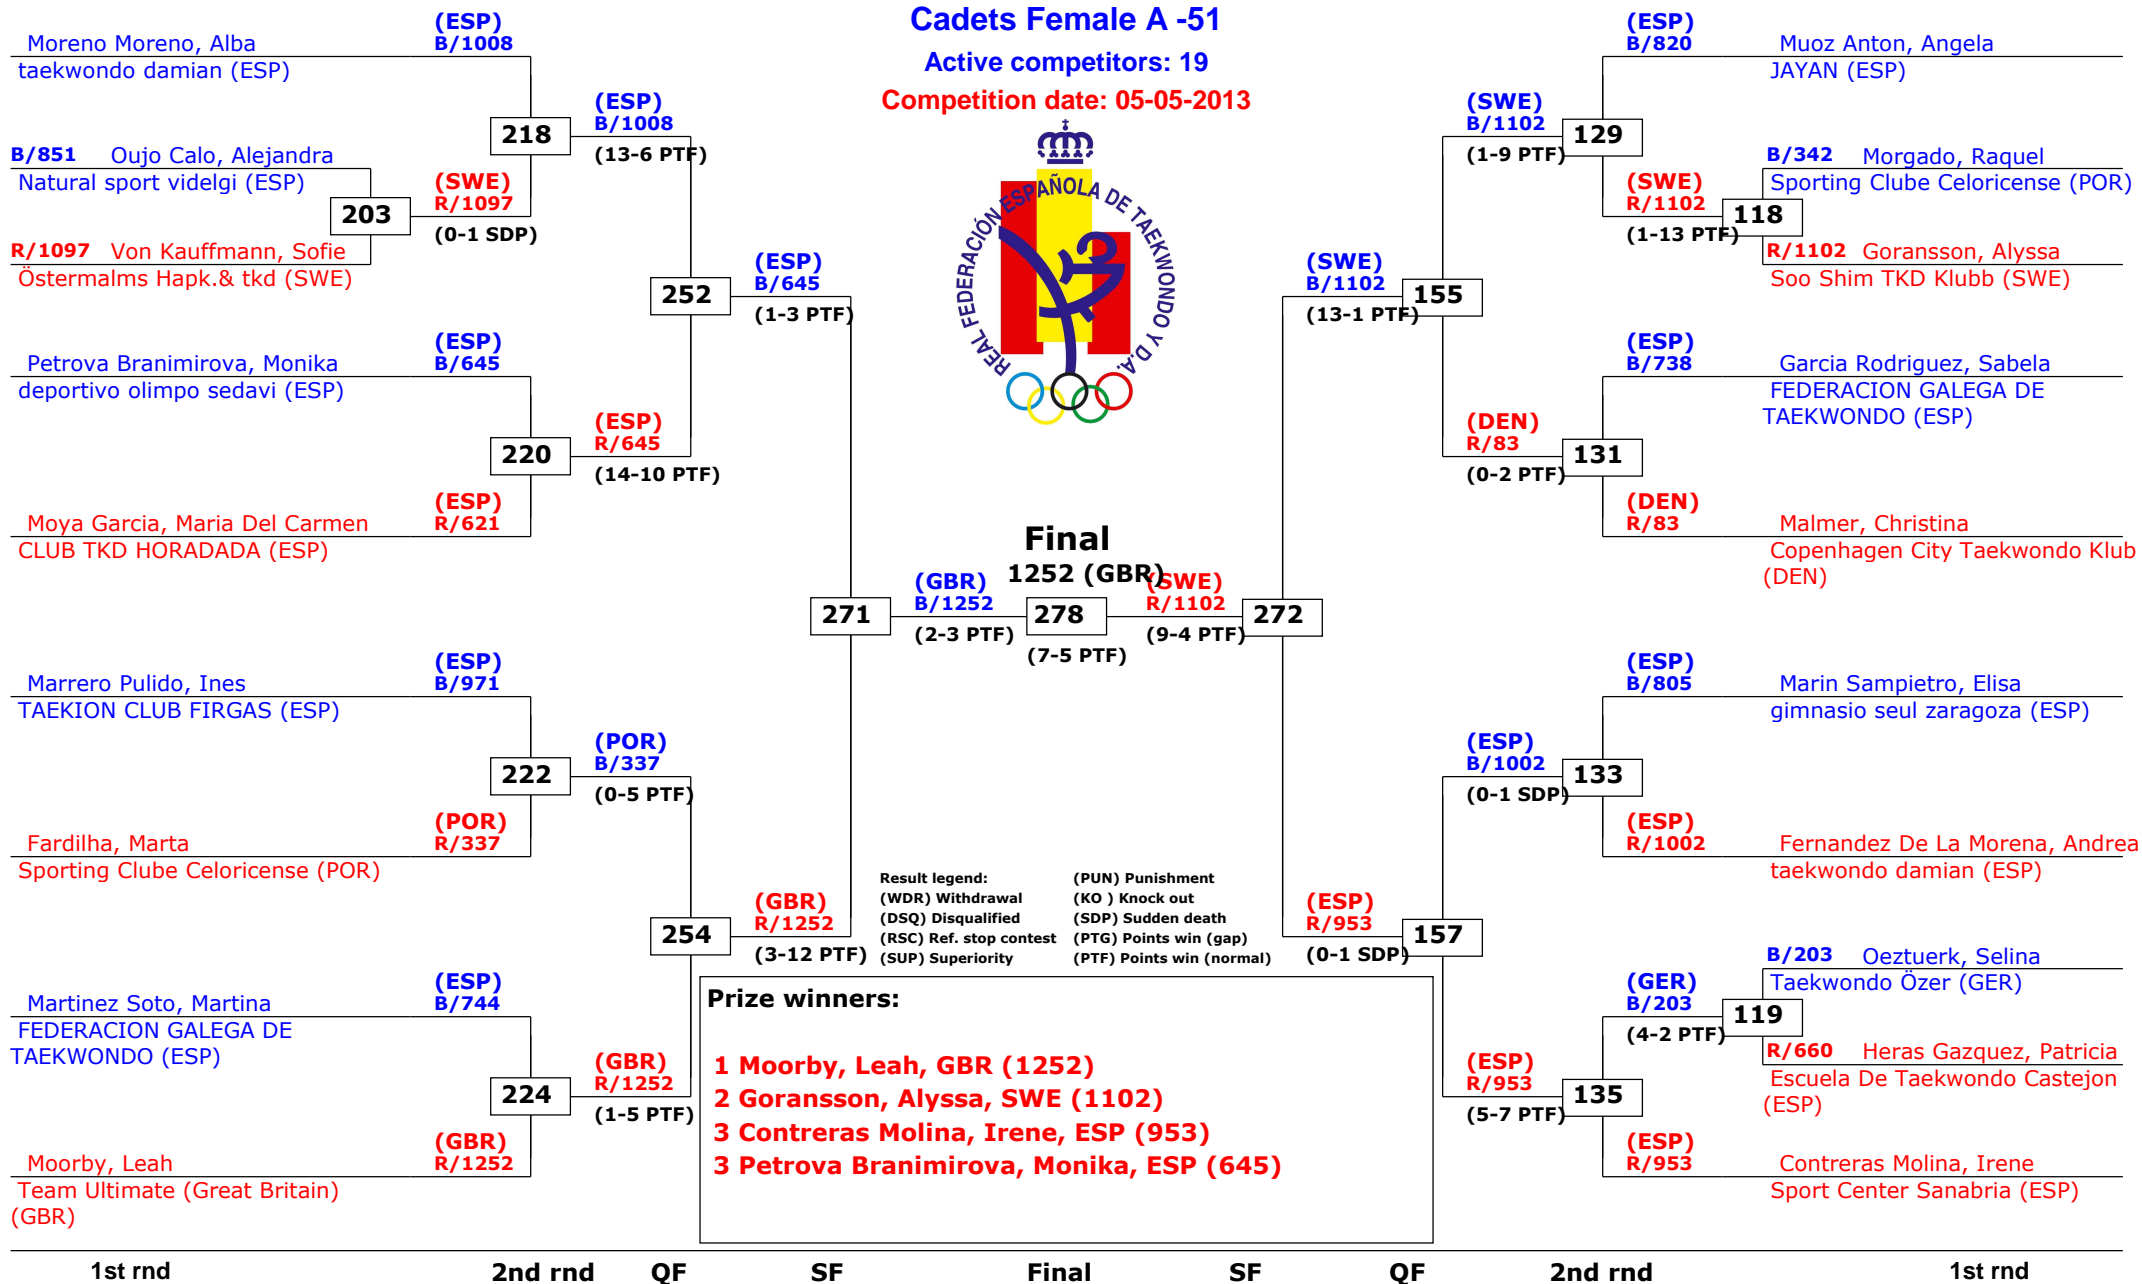 Cadets Female A -51
Active competitors: 19
Competition date: 05-05-2013
REAL FEDERACIÓN ESPAÑOLA DE TAEKWONDO Y D.A.
(ESP)
Moreno Moreno, Alba B/1008
taekwondo damian (ESP)
(ESP)
B/1008
218
(13-6 PTF)
B/851 Oujo Calo, Alejandra
Natural sport videlgi (ESP)
(SWE)
203 R/1097
(0-1 SDP)
R/1097 Von Kauffmann, Sofie
Östermalms Hapk.& tkd (SWE)
(ESP)
252 B/645
(1-3 PTF)
(ESP)
Petrova Branimirova, Monika B/645
deportivo olimpo sedavi (ESP)
(ESP)
R/645
220
(14-10 PTF)
(ESP)
Moya Garcia, Maria Del Carmen R/621
CLUB TKD HORADADA (ESP)
(GBR)
271 B/1252
(2-3 PTF)
(ESP)
Marrero Pulido, Ines B/971
TAEKION CLUB FIRGAS (ESP)
(POR)
B/337
222
(0-5 PTF)
(POR)
Fardilha, Marta R/337
Sporting Clube Celoricense (POR)
(GBR)
R/1252
254
(3-12 PTF)
(ESP)
Martinez Soto, Martina B/744
FEDERACION GALEGA DE
TAEKWONDO (ESP)
(GBR)
R/1252
224
(1-5 PTF)
(GBR)
Moorby, Leah R/1252
Team Ultimate (Great Britain)
(GBR)
Final
1252 (GBR)
278
(7-5 PTF)
(SWE)
R/1102
272
(9-4 PTF)
(ESP)
B/820 Muoz Anton, Angela
JAYAN (ESP)
(SWE)
B/1102
129
(1-9 PTF)
B/342 Morgado, Raquel
Sporting Clube Celoricense (POR)
(SWE)
R/1102
118
(1-13 PTF)
R/1102 Goransson, Alyssa
Soo Shim TKD Klubb (SWE)
(SWE)
B/1102
155
(13-1 PTF)
(ESP)
B/738 Garcia Rodriguez, Sabela
FEDERACION GALEGA DE
TAEKWONDO (ESP)
(DEN)
R/83
131
(0-2 PTF)
(DEN)
R/83 Malmer, Christina
Copenhagen City Taekwondo Klub
(DEN)
(ESP)
B/805 Marin Sampietro, Elisa
gimnasio seul zaragoza (ESP)
(ESP)
B/1002
133
(0-1 SDP)
(ESP)
R/1002 Fernandez De La Morena, Andrea
taekwondo damian (ESP)
(ESP)
R/953
157
(0-1 SDP)
B/203 Oeztuerk, Selina
Taekwondo Özer (GER)
(GER)
B/203
119
(4-2 PTF)
R/660 Heras Gazquez, Patricia
Escuela De Taekwondo Castejon
(ESP)
(ESP)
R/953
135
(5-7 PTF)
(ESP)
R/953 Contreras Molina, Irene
Sport Center Sanabria (ESP)
Result legend: (PUN) Punishment
(WDR) Withdrawal (KO ) Knock out
(DSQ) Disqualified (SDP) Sudden death
(RSC) Ref. stop contest (PTG) Points win (gap)
(SUP) Superiority (PTF) Points win (normal)
Prize winners:
1 Moorby, Leah, GBR (1252)
2 Goransson, Alyssa, SWE (1102)
3 Contreras Molina, Irene, ESP (953)
3 Petrova Branimirova, Monika, ESP (645)
1st rnd 2nd rnd QF SF Final SF QF 2nd rnd 1st rnd